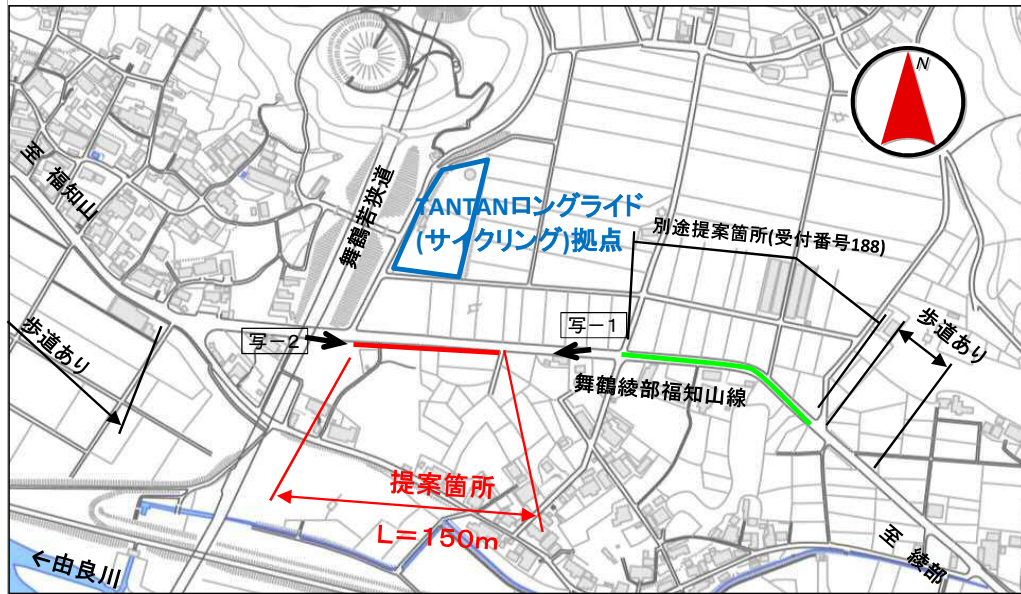 N
至 福知山
舞鶴若狭道
TANTANロングライド
(サイクリング)拠点
別途提案箇所(受付番号188)
歩道あり
写-2
写-1
歩道あり
舞鶴綾部福知山線
提案箇所
L=150m
至 綾部
←由良川